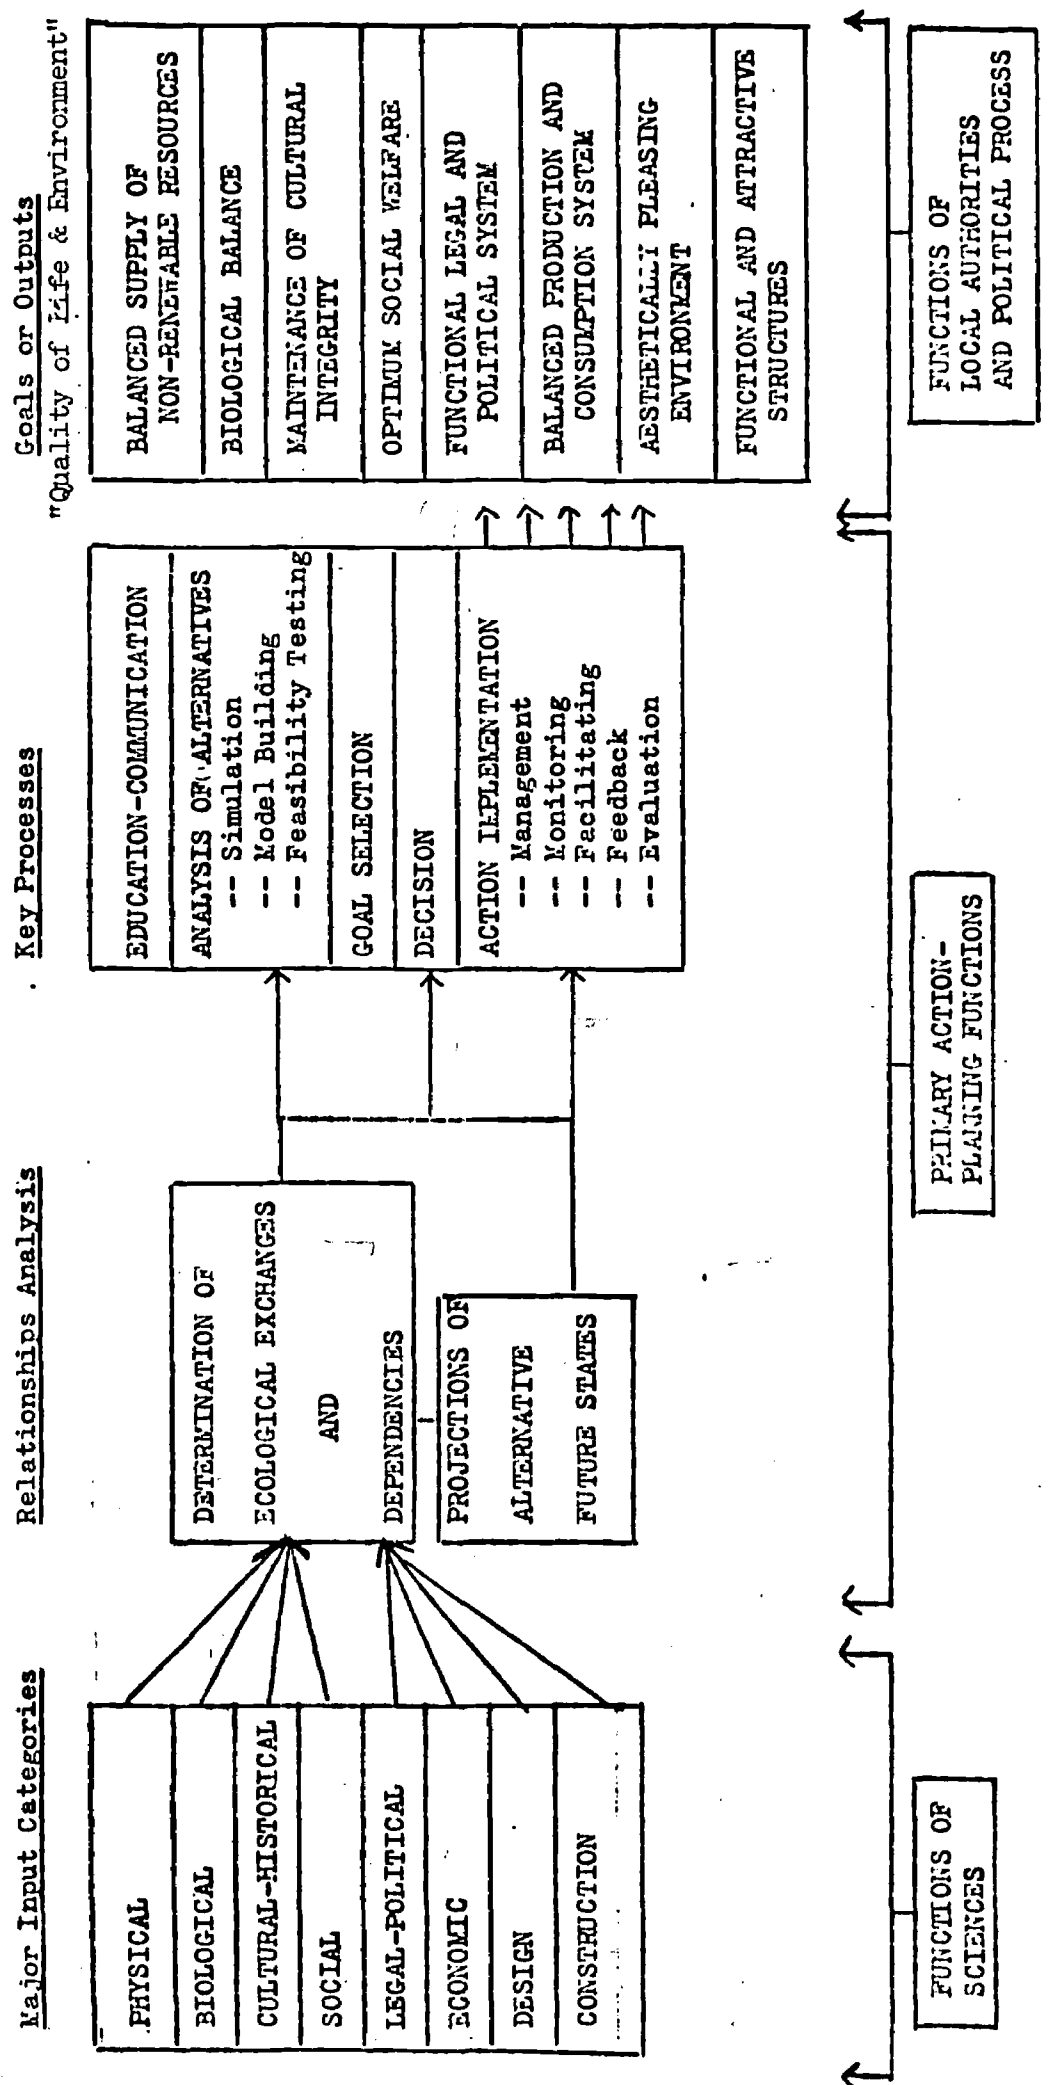 Major Input Categories
PHYSICAL
BIOLOGICAL
CULTURAL-HISTORICAL
SOCIAL
LEGAL-POLITICAL
ECONOMIC
DESIGN
CONSTRUCTION
FUNCTIONS OF
SCIENCES
Relationships Analysis
DETERMINATION OF
ECOLOGICAL EXCHANGES
AND
DEPENDENCIES
PROJECTIONS OF
ALTERNATIVE
FUTURE STATES
Key Processes
EDUCATION-COMMUNICATION
ANALYSIS OF ALTERNATIVES
-- Simulation
-- Model Building
-- Feasibility Testing
GOAL SELECTION
DECISION
ACTION IMPLEMENTATION
-- Management
-- Monitoring
-- Facilitating
-- Feedback
-- Evaluation
PRIMARY ACTION-
PLANNING FUNCTIONS
Goals or Outputs
"Quality of Life & Environment"
BALANCED SUPPLY OF
NON-RENEWABLE RESOURCES
BIOLOGICAL BALANCE
MAINTENANCE OF CULTURAL
INTEGRITY
OPTIMUM SOCIAL WELFARE
FUNCTIONAL LEGAL AND
POLITICAL SYSTEM
BALANCED PRODUCTION AND
CONSUMPTION SYSTEM
AESTHETICALLY PLEASING
ENVIRONMENT
FUNCTIONAL AND ATTRACTIVE
STRUCTURES
FUNCTIONS OF
LOCAL AUTHORITIES
AND POLITICAL PROCESS